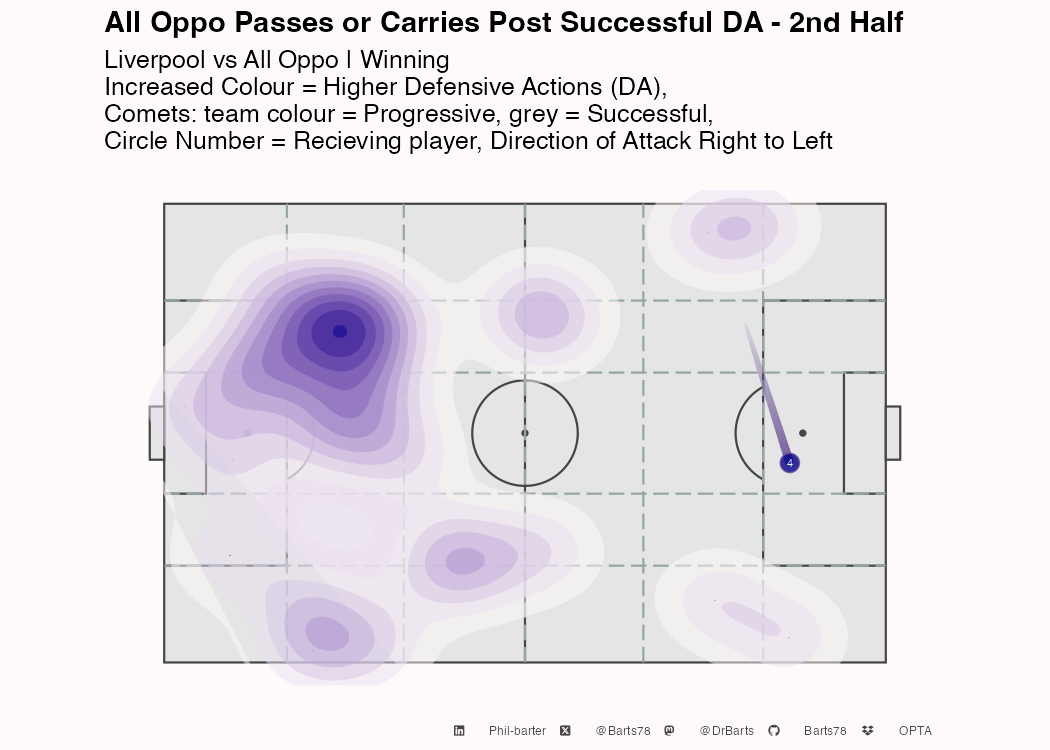 All Oppo Passes or Carries Post Successful DA - 2nd Half
Liverpool vs All Oppo | Winning
Increased Colour = Higher Defensive Actions (DA),
Comets: team colour = Progressive, grey = Successful,
Circle Number = Recieving player, Direction of Attack Right to Left
4
Phil-barter @Barts78 @DrBarts Barts78 OPTA